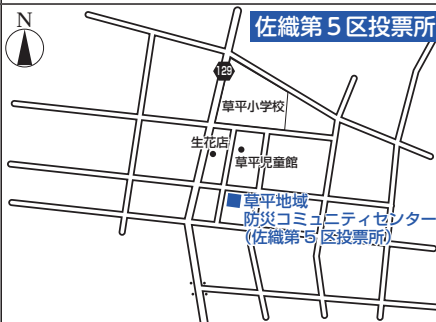 佐織第5区投票所
N
129
草平小学校
生花店
草平児童館
草平地域
防災コミュニティセンター
(佐織第5区投票所)